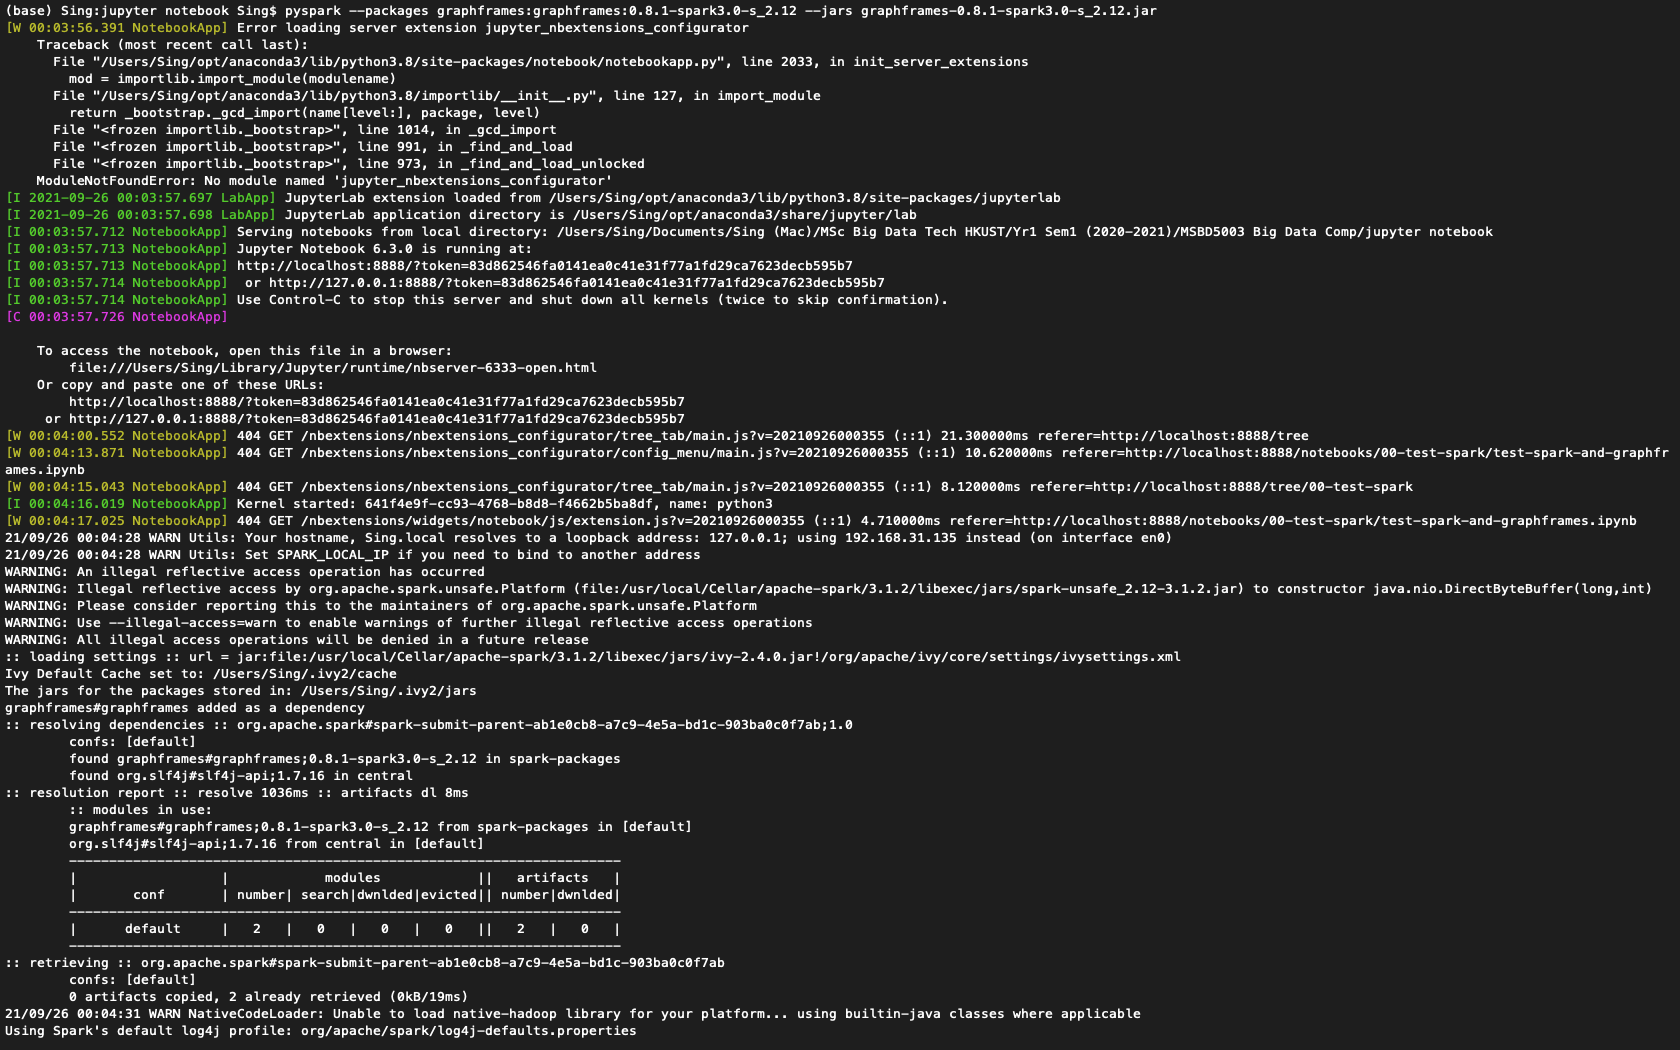 (base) Sing:jupyter notebook Sing$ pyspark --packages graphframes:graphframes:0.8.1-spark3.0-s_2.12 --jars graphframes-0.8.1-spark3.0-s_2.12.jar
[W 00:03:56.391 NotebookApp] Error loading server extension jupyter_nbextensions_configurator
    Traceback (most recent call last):
      File "/Users/Sing/opt/anaconda3/lib/python3.8/site-packages/notebook/notebookapp.py", line 2033, in init_server_extensions
        mod = importlib.import_module(modulename)
      File "/Users/Sing/opt/anaconda3/lib/python3.8/importlib/__init__.py", line 127, in import_module
        return _bootstrap._gcd_import(name[level:], package, level)
      File "<frozen importlib._bootstrap>", line 1014, in _gcd_import
      File "<frozen importlib._bootstrap>", line 991, in _find_and_load
      File "<frozen importlib._bootstrap>", line 973, in _find_and_load_unlocked
    ModuleNotFoundError: No module named 'jupyter_nbextensions_configurator'
[I 2021-09-26 00:03:57.697 LabApp] JupyterLab extension loaded from /Users/Sing/opt/anaconda3/lib/python3.8/site-packages/jupyterlab
[I 2021-09-26 00:03:57.698 LabApp] JupyterLab application directory is /Users/Sing/opt/anaconda3/share/jupyter/lab
[I 00:03:57.712 NotebookApp] Serving notebooks from local directory: /Users/Sing/Documents/Sing (Mac)/MSc Big Data Tech HKUST/Yr1 Sem1 (2020-2021)/MSBD5003 Big Data Comp/jupyter notebook
[I 00:03:57.713 NotebookApp] Jupyter Notebook 6.3.0 is running at:
[I 00:03:57.713 NotebookApp] http://localhost:8888/?token=83d862546fa0141ea0c41e31f77a1fd29ca7623decb595b7
[I 00:03:57.714 NotebookApp]  or http://127.0.0.1:8888/?token=83d862546fa0141ea0c41e31f77a1fd29ca7623decb595b7
[I 00:03:57.714 NotebookApp] Use Control-C to stop this server and shut down all kernels (twice to skip confirmation).
[C 00:03:57.726 NotebookApp]
    To access the notebook, open this file in a browser:
        file:///Users/Sing/Library/Jupyter/runtime/nbserver-6333-open.html
    Or copy and paste one of these URLs:
        http://localhost:8888/?token=83d862546fa0141ea0c41e31f77a1fd29ca7623decb595b7
     or http://127.0.0.1:8888/?token=83d862546fa0141ea0c41e31f77a1fd29ca7623decb595b7
[W 00:04:00.552 NotebookApp] 404 GET /nbextensions/nbextensions_configurator/tree_tab/main.js?v=20210926000355 (::1) 21.300000ms referer=http://localhost:8888/tree
[W 00:04:13.871 NotebookApp] 404 GET /nbextensions/nbextensions_configurator/config_menu/main.js?v=20210926000355 (::1) 10.620000ms referer=http://localhost:8888/notebooks/00-test-spark/test-spark-and-graphfr
ames.ipynb
[W 00:04:15.043 NotebookApp] 404 GET /nbextensions/nbextensions_configurator/tree_tab/main.js?v=20210926000355 (::1) 8.120000ms referer=http://localhost:8888/tree/00-test-spark
[I 00:04:16.019 NotebookApp] Kernel started: 641f4e9f-cc93-4768-b8d8-f4662b5ba8df, name: python3
[W 00:04:17.025 NotebookApp] 404 GET /nbextensions/widgets/notebook/js/extension.js?v=20210926000355 (::1) 4.710000ms referer=http://localhost:8888/notebooks/00-test-spark/test-spark-and-graphframes.ipynb
21/09/26 00:04:28 WARN Utils: Your hostname, Sing.local resolves to a loopback address: 127.0.0.1; using 192.168.31.135 instead (on interface en0)
21/09/26 00:04:28 WARN Utils: Set SPARK_LOCAL_IP if you need to bind to another address
WARNING: An illegal reflective access operation has occurred
WARNING: Illegal reflective access by org.apache.spark.unsafe.Platform (file:/usr/local/Cellar/apache-spark/3.1.2/libexec/jars/spark-unsafe_2.12-3.1.2.jar) to constructor java.nio.DirectByteBuffer(long,int)
WARNING: Please consider reporting this to the maintainers of org.apache.spark.unsafe.Platform
WARNING: Use --illegal-access=warn to enable warnings of further illegal reflective access operations
WARNING: All illegal access operations will be denied in a future release
:: loading settings :: url = jar:file:/usr/local/Cellar/apache-spark/3.1.2/libexec/jars/ivy-2.4.0.jar!/org/apache/ivy/core/settings/ivysettings.xml
Ivy Default Cache set to: /Users/Sing/.ivy2/cache
The jars for the packages stored in: /Users/Sing/.ivy2/jars
graphframes#graphframes added as a dependency
:: resolving dependencies :: org.apache.spark#spark-submit-parent-ab1e0cb8-a7c9-4e5a-bd1c-903ba0c0f7ab;1.0
        confs: [default]
        found graphframes#graphframes;0.8.1-spark3.0-s_2.12 in spark-packages
        found org.slf4j#slf4j-api;1.7.16 in central
:: resolution report :: resolve 1036ms :: artifacts dl 8ms
        :: modules in use:
        graphframes#graphframes;0.8.1-spark3.0-s_2.12 from spark-packages in [default]
        org.slf4j#slf4j-api;1.7.16 from central in [default]
        ---------------------------------------------------------------------
        |                  |            modules            ||   artifacts   |
        |       conf       | number| search|dwnlded|evicted|| number|dwnlded|
        ---------------------------------------------------------------------
        |      default     |   2   |   0   |   0   |   0   ||   2   |   0   |
        ---------------------------------------------------------------------
:: retrieving :: org.apache.spark#spark-submit-parent-ab1e0cb8-a7c9-4e5a-bd1c-903ba0c0f7ab
        confs: [default]
        0 artifacts copied, 2 already retrieved (0kB/19ms)
21/09/26 00:04:31 WARN NativeCodeLoader: Unable to load native-hadoop library for your platform... using builtin-java classes where applicable
Using Spark's default log4j profile: org/apache/spark/log4j-defaults.properties